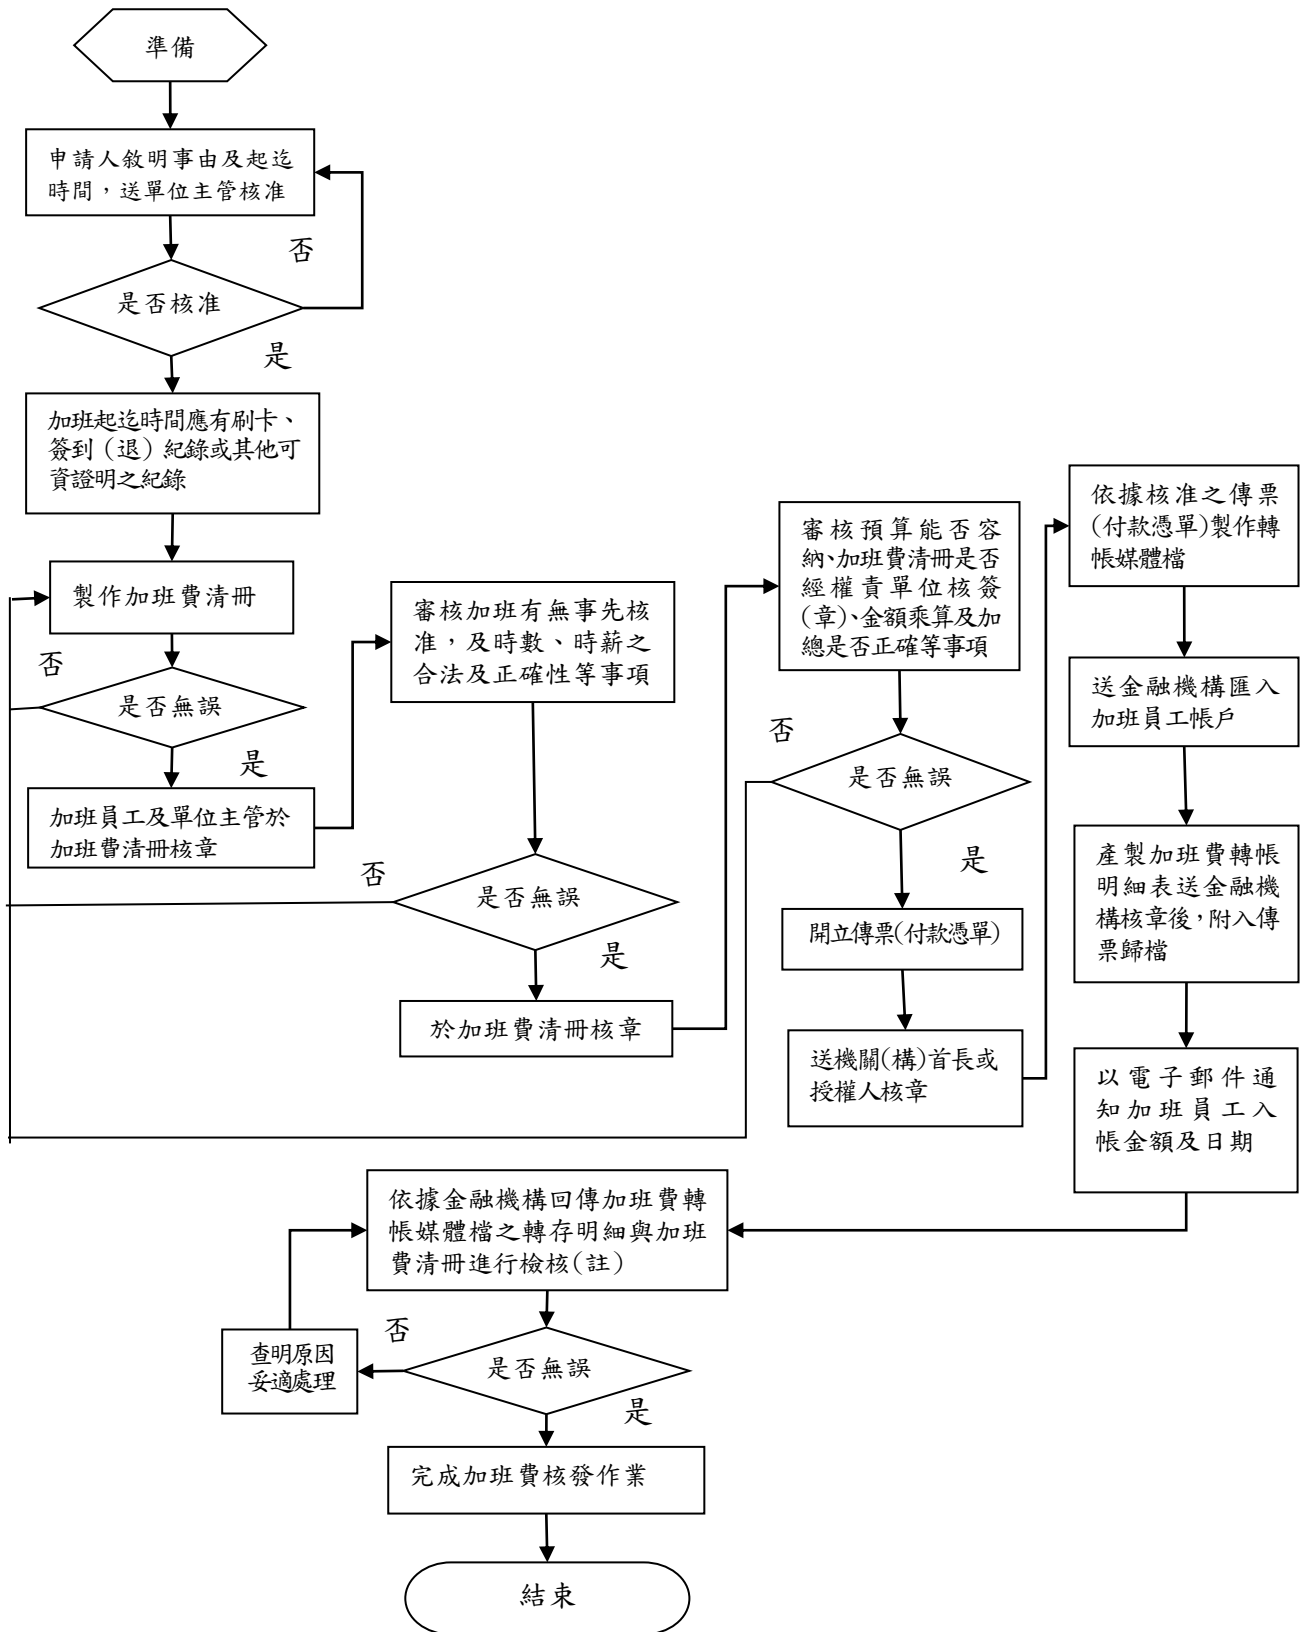 準備
申請人敘明事由及起迄
時間，送單位主管核准
否
是否核准
是
加班起迄時間應有刷卡、
簽到（退）紀錄或其他可
資證明之紀錄
製作加班費清冊
否
是否無誤
是
加班員工及單位主管於
加班費清冊核章
審核加班有無事先核
准，及時數、時薪之
合法及正確性等事項
否
是否無誤
是
於加班費清冊核章
審核預算能否容
納、加班費清冊是否
經權責單位核簽
(章)、金額乘算及加
總是否正確等事項
否
是否無誤
是
開立傳票(付款憑單)
送機關(構)首長或
授權人核章
依據核准之傳票
(付款憑單)製作轉
帳媒體檔
送金融機構匯入
加班員工帳戶
產製加班費轉帳
明細表送金融機
構核章後，附入傳
票歸檔
以電子郵件通
知加班員工入
帳金額及日期
依據金融機構回傳加班費轉
帳媒體檔之轉存明細與加班
費清冊進行檢核(註)
否
查明原因
妥適處理
是否無誤
是
完成加班費核發作業
結束